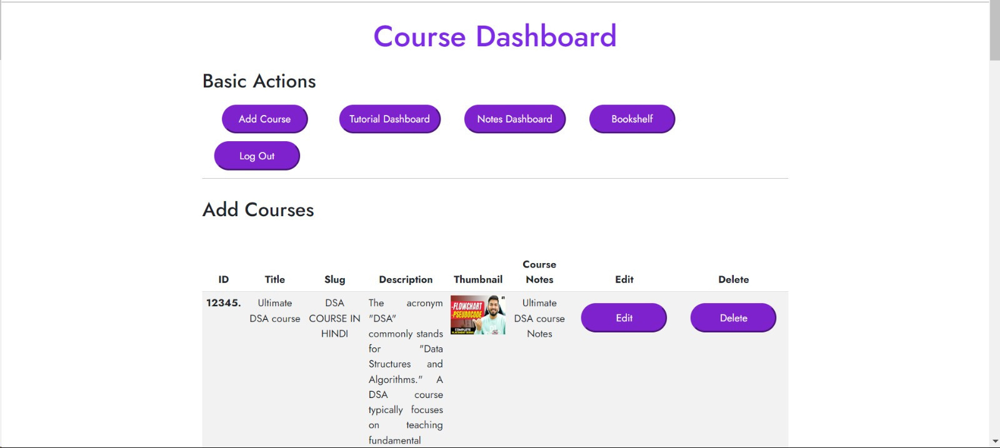 Course Dashboard
Basic Actions
Add Course
Tutorial Dashboard
Notes Dashboard
Bookshelf
Log Out
Add Courses
ID
Title
Slug
Description
Thumbnail
Course
Notes
Edit
Delete
12345.
Ultimate
DSA course
DSA
COURSE IN
HINDI
The acronym
"DSA"
commonly stands
for "Data
Structures and
Algorithms." A
DSA course
typically focuses
on teaching
fundamental
#1
-FLOWCHART
-PSEUDOCODE
COMPLETE
PLACEMENT SERIES
Ultimate
DSA course
Notes
Edit
Delete